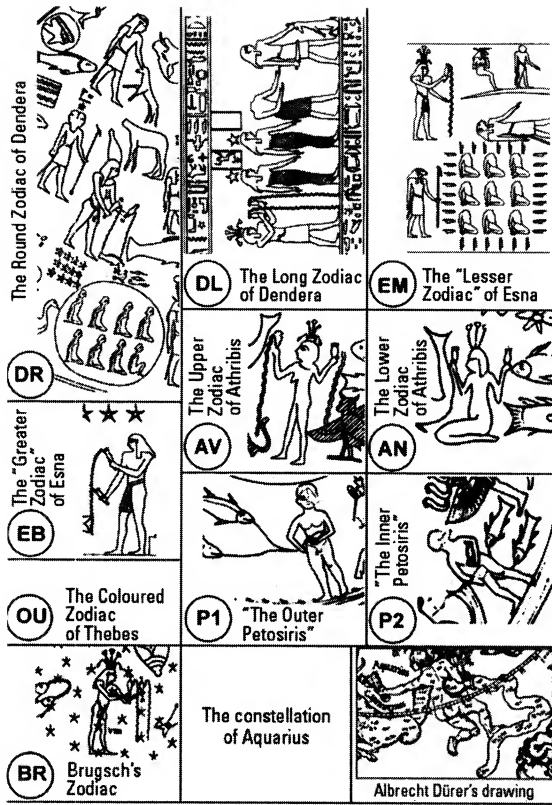 The Round Zodiac of Dendera
DR
DL
The Long Zodiac
of Dendera
EM
The "Lesser
Zodiac" of Esna
The Upper
Zodiac
of Athribis
AV
The Lower
Zodiac
of Athribis
AN
The "Greater
Zodiac"
of Esna
EB
OU
The Coloured
Zodiac
of Thebes
P1
"The Outer
Petosiris"
"The Inner
Petosiris"
P2
BR
Brugsch's
Zodiac
The constellation
of Aquarius
Aquarius
Albrecht Dürer's drawing